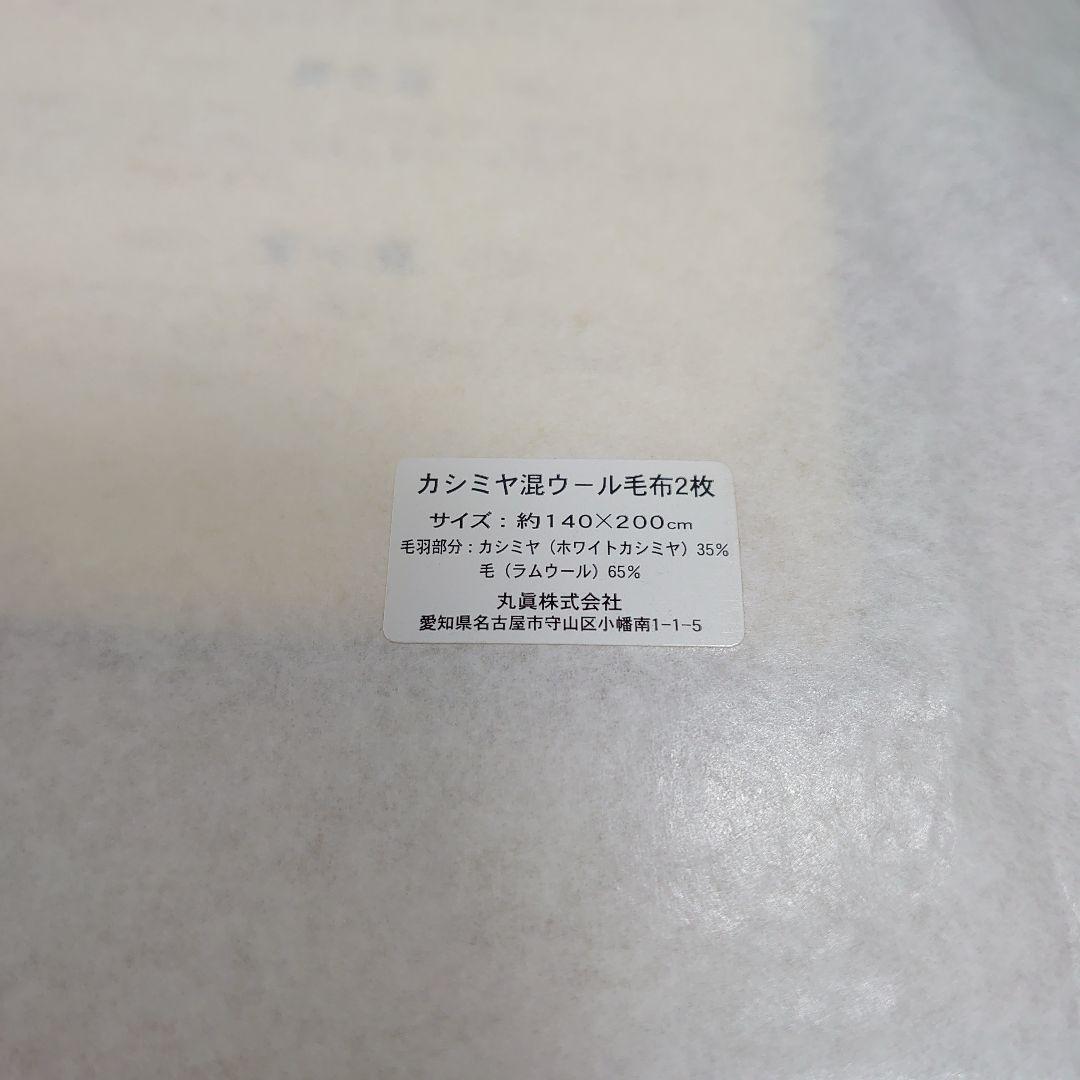 カシミヤ混ウール毛布2枚
サイズ：約140×200cm
毛羽部分：カシミヤ（ホワイトカシミヤ）35%
毛（ラムウール）65%
丸眞株式会社
愛知県名古屋市守山区小幡南1-1-5